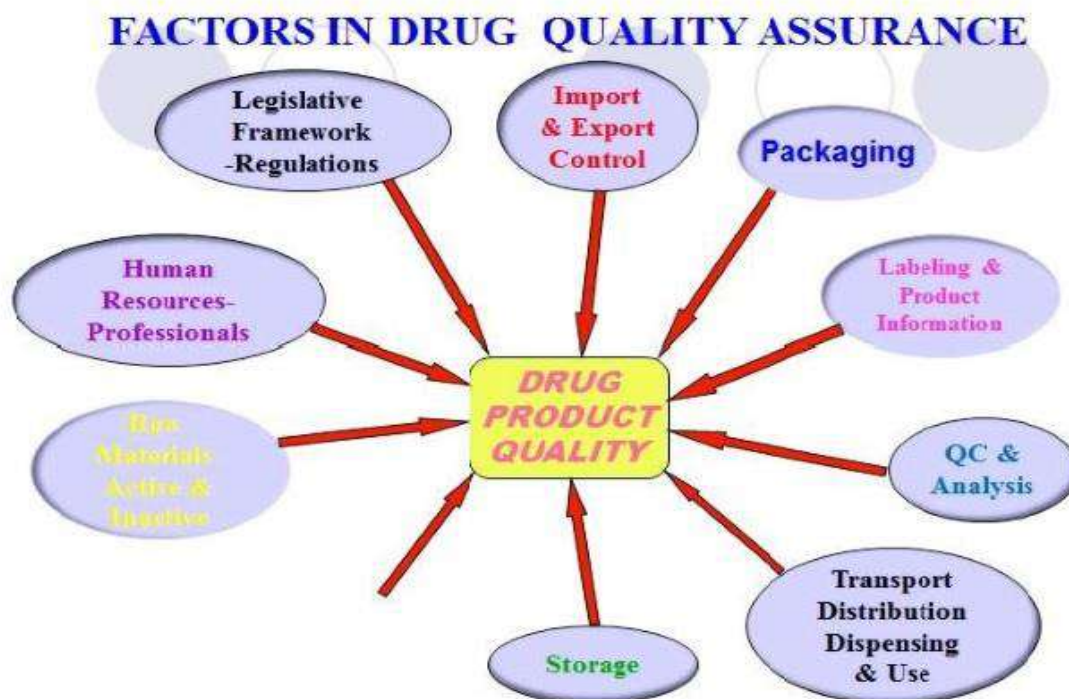 FACTORS IN DRUG QUALITY ASSURANCE
Legislative
Framework
-Regulations
Import
& Export
Control
Packaging
Human
Resources-
Professionals
Labeling &
Product
Information
DRUG
PRODUCT
QUALITY
Materials
Active &
Inactive
QC &
Analysis
Transport
Distribution
Dispensing
& Use
Storage